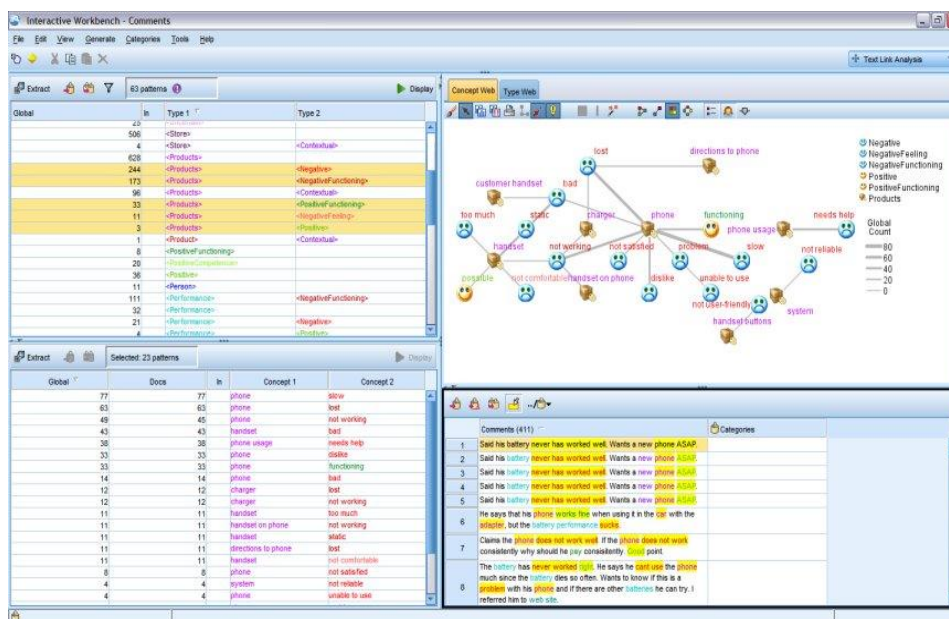 Interactive Workbench - Comments
File Edit View Generate Categories Tools Help
Text Link Analysis
Extract 63 patterns Display
Global In Type 1 Type 2
506 <Store>
4 <Store> <Contextual>
628 <Products>
244 <Products> <Negative>
173 <Products> <NegativeFunctioning>
96 <Products> <Contextual>
33 <Products> <PositiveFunctioning>
11 <Products> <NegativeFeeling>
3 <Products> <Positive>
1 <Product> <Contextual>
8 <PositiveFunctioning>
28 <PositiveCompetence>
36 <Positive>
11 <Person>
111 <Performance> <NegativeFunctioning>
32 <Performance>
21 <Performance> <Negative>
4 <Performance> <Positive>
Extract Selected: 23 patterns Display
Global Docs In Concept 1 Concept 2
77 77 phone slow
63 63 phone lost
49 45 phone not working
43 43 handset bad
38 38 phone usage needs help
33 33 phone dislike
33 33 phone functioning
14 14 phone bad
12 12 charger lost
12 12 charger not working
11 11 handset too much
11 11 handset on phone not working
11 11 handset static
11 11 directions to phone lost
11 11 handset not comfortable
8 8 phone not satisfied
4 4 system not reliable
4 4 phone unable to use
Concept Web Type Web
lost
directions to phone
customer handset
bad
too much
static
charger
phone
functioning
phone usage
needs help
handset
not working
not satisfied
problem
slow
not reliable
possible
not comfortable
handset on phone
dislike
unable to use
not user-friendly
system
handset buttons
Negative
NegativeFeeling
NegativeFunctioning
Positive
PositiveFunctioning
Products
Global
Count
80
60
40
20
0
Comments (411) Categories
1 Said his battery never has worked well. Wants a new phone ASAP.
2 Said his battery never has worked well. Wants a new phone ASAP.
3 Said his battery never has worked well. Wants a new phone ASAP.
4 Said his battery never has worked well. Wants a new phone ASAP.
5 Said his battery never has worked well. Wants a new phone ASAP.
6 He says that his phone works fine when using it in the car with the
adapter, but the battery performance sucks.
7 Claims the phone does not work well. If the phone does not work
consistently why should he pay consisitently. Good point.
8 The battery has never worked right. He says he cant use the phone
much since the battery dies so often. Wants to know if this is a
problem with his phone and if there are other batteries he can try. I
referred him to web site.